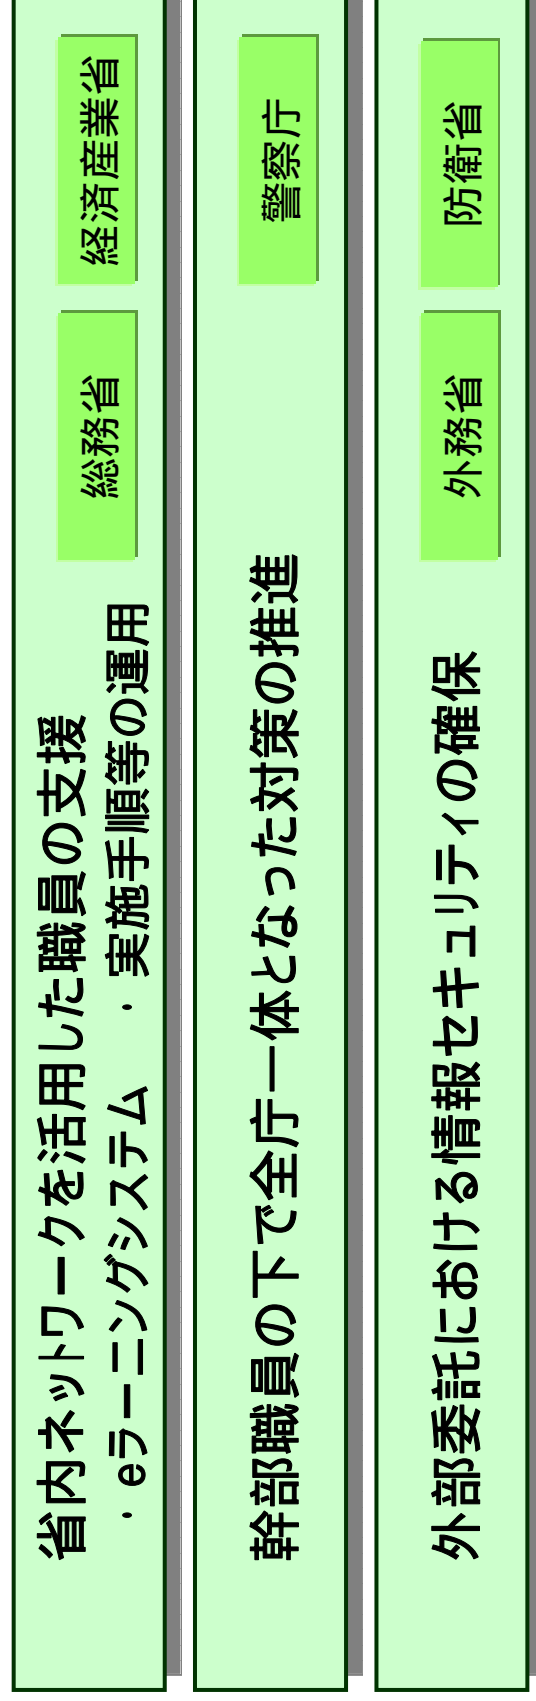 省内ネットワークを活用した職員の支援
・eラーニングシステム ・実施手順等の運用
総務省
経済産業省
幹部職員の下で全庁一体となった対策の推進
警察庁
外部委託における情報セキュリティの確保
外務省
防衛省